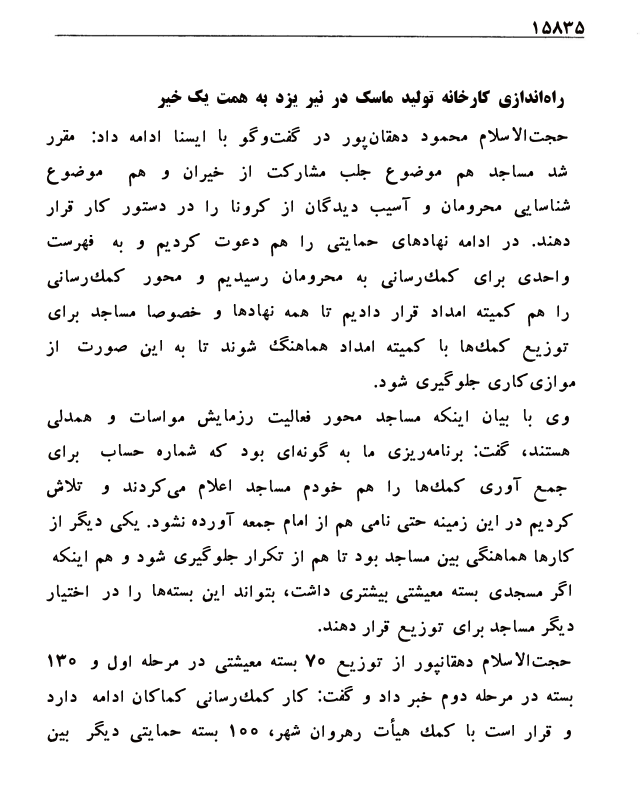 ۱۵۸۳۵
راه‌اندازی کارخانه تولید ماسک در نیر یزد به همت یک خیر
حجت‌الاسلام محمود دهقان‌پور در گفت‌وگو با ایسنا ادامه داد: مقرر
شد مساجد هم موضوع جلب مشارکت از خیران و هم موضوع
شناسایی محرومان و آسیب دیدگان از کرونا را در دستور کار قرار
دهند. در ادامه نهادهای حمایتی را هم دعوت کردیم و به فهرست
واحدی برای کمک‌رسانی به محرومان رسیدیم و محور کمک‌رسانی
را هم کمیته امداد قرار دادیم تا همه نهادها و خصوصا مساجد برای
توزیع کمک‌ها با کمیته امداد هماهنگ شوند تا به این صورت از
موازی‌کاری جلوگیری شود.
وی با بیان اینکه مساجد محور فعالیت رزمایش مواسات و همدلی
هستند، گفت: برنامه‌ریزی ما به گونه‌ای بود که شماره حساب برای
جمع آوری کمک‌ها را هم خودم مساجد اعلام می‌کردند و تلاش
کردیم در این زمینه حتی نامی هم از امام جمعه آورده نشود. یکی دیگر از
کارها هماهنگی بین مساجد بود تا هم از تکرار جلوگیری شود و هم اینکه
اگر مسجدی بسته معیشتی بیشتری داشت، بتواند این بسته‌ها را در اختیار
دیگر مساجد برای توزیع قرار دهند.
حجت‌الاسلام دهقانپور از توزیع ۷۰ بسته معیشتی در مرحله اول و ۱۳۰
بسته در مرحله دوم خبر داد و گفت: کار کمک‌رسانی کماکان ادامه دارد
و قرار است با کمک هیأت رهروان شهر، ۱۰۰ بسته حمایتی دیگر بین